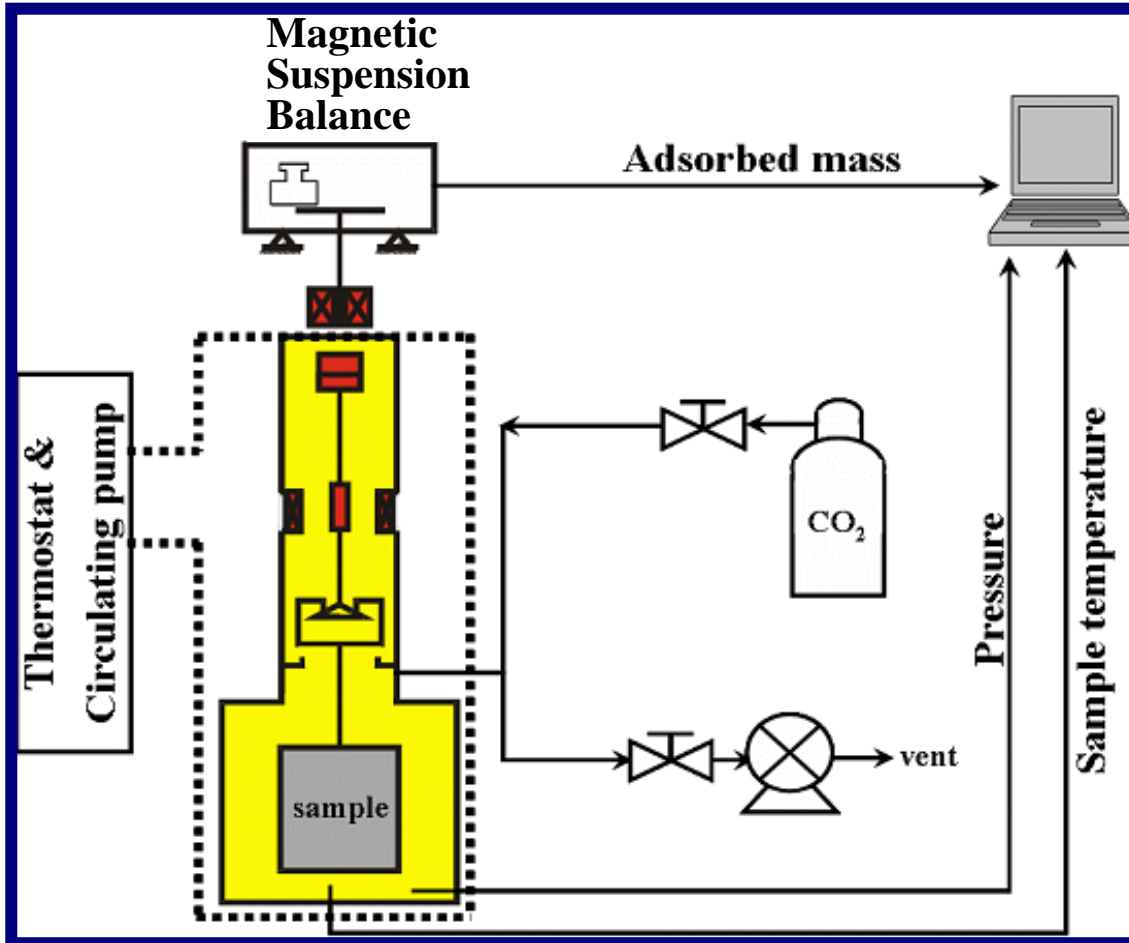 Magnetic
Suspension
Balance
Adsorbed mass
Thermostat &
Circulating pump
CO₂
Pressure
Sample temperature
vent
sample